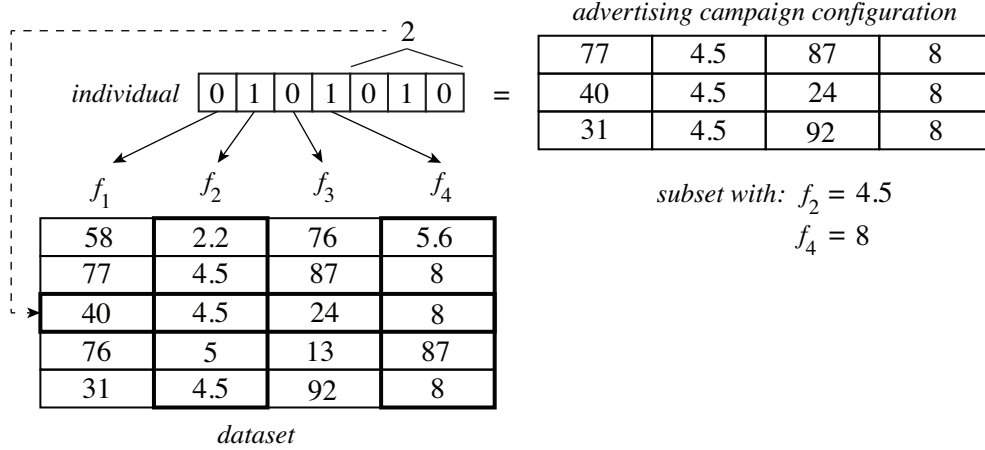 2
individual 0 1 0 1 0 1 0 =
f1 f2 f3 f4
58 2.2 76 5.6
77 4.5 87 8
40 4.5 24 8
76 5 13 87
31 4.5 92 8
dataset
advertising campaign configuration
77 4.5 87 8
40 4.5 24 8
31 4.5 92 8
subset with: f2 = 4.5
f4 = 8